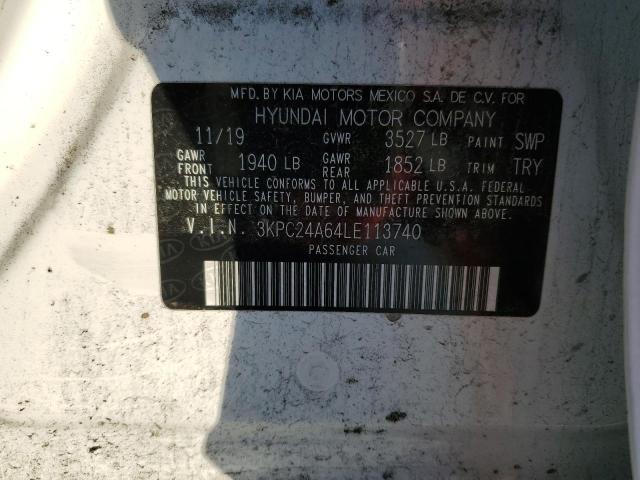 MFD. BY KIA MOTORS MEXICO S.A. DE C.V. FOR
HYUNDAI MOTOR COMPANY
11/19 GVWR 3527 LB PAINT SWP
GAWR FRONT 1940 LB GAWR REAR 1852 LB TRIM TRY
THIS VEHICLE CONFORMS TO ALL APPLICABLE U.S.A. FEDERAL
MOTOR VEHICLE SAFETY, BUMPER, AND THEFT PREVENTION
STANDARDS IN EFFECT ON THE DATE OF MANUFACTURE SHOWN ABOVE.
V.I.N. 3KPC24A64LE113740
PASSENGER CAR